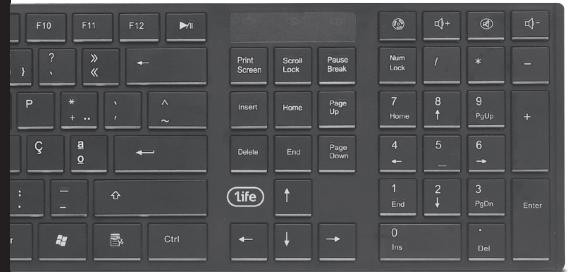 F10 F11 F12
+ -
} ? ` » « Print Screen Scroll Lock Pause Break Num Lock / * -
P * + ¨ ` ´ ^ ~ Insert Home Page Up 7 Home 8 9 PgUp +
Ç ª º Delete End Page Down 4 5 6
: . _ - 1life 1 End 2 3 PgDn Enter
r Ctrl 0 Ins . Del